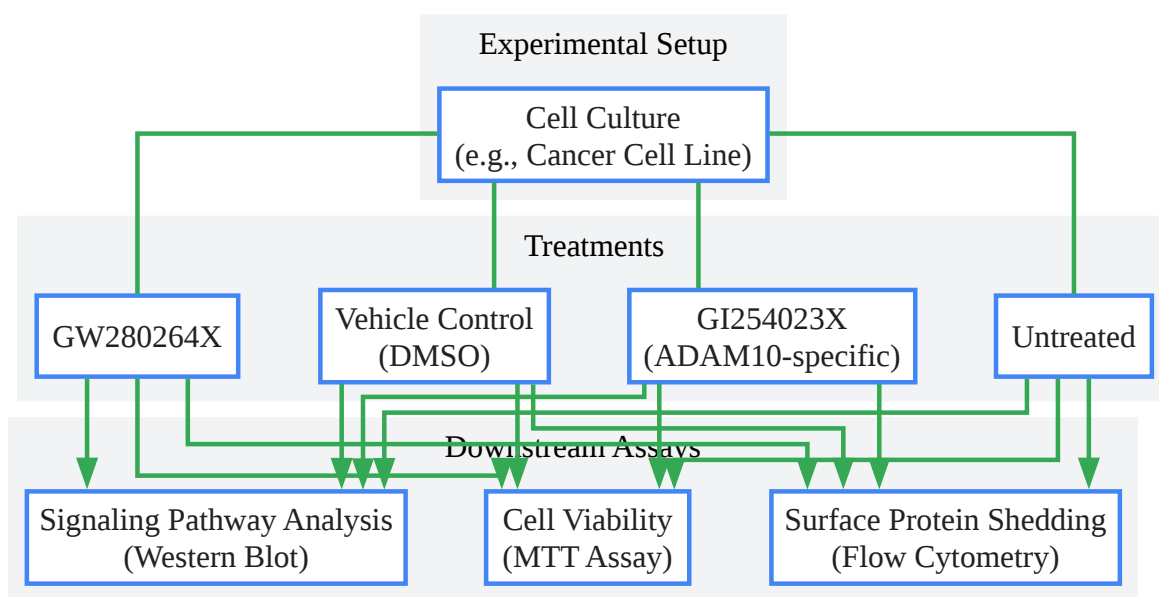 Experimental Setup
Cell Culture
(e.g., Cancer Cell Line)
Treatments
GW280264X
Vehicle Control
(DMSO)
GI254023X
(ADAM10-specific)
Untreated
Downstream Assays
Signaling Pathway Analysis
(Western Blot)
Cell Viability
(MTT Assay)
Surface Protein Shedding
(Flow Cytometry)